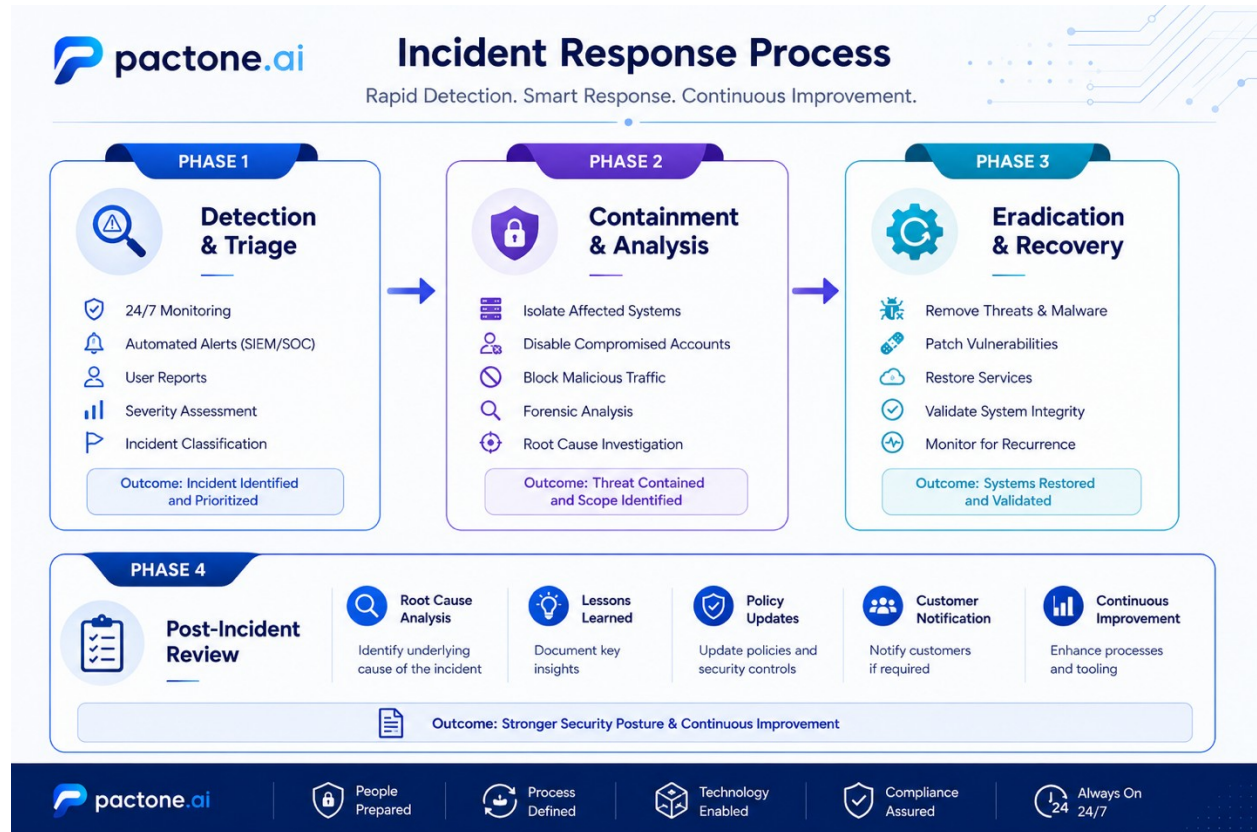 pactone.ai
Incident Response Process
Rapid Detection. Smart Response. Continuous Improvement.
PHASE 1
Detection
& Triage
24/7 Monitoring
Automated Alerts (SIEM/SOC)
User Reports
Severity Assessment
Incident Classification
Outcome: Incident Identified
and Prioritized
PHASE 2
Containment
& Analysis
Isolate Affected Systems
Disable Compromised Accounts
Block Malicious Traffic
Forensic Analysis
Root Cause Investigation
Outcome: Threat Contained
and Scope Identified
PHASE 3
Eradication
& Recovery
Remove Threats & Malware
Patch Vulnerabilities
Restore Services
Validate System Integrity
Monitor for Recurrence
Outcome: Systems Restored
and Validated
PHASE 4
Post-Incident
Review
Root Cause
Analysis
Identify underlying
cause of the incident
Lessons
Learned
Document key
insights
Policy
Updates
Update policies and
security controls
Customer
Notification
Notify customers
if required
Continuous
Improvement
Enhance processes
and tooling
Outcome: Stronger Security Posture & Continuous Improvement
pactone.ai
People
Prepared
Process
Defined
Technology
Enabled
Compliance
Assured
24
Always On
24/7